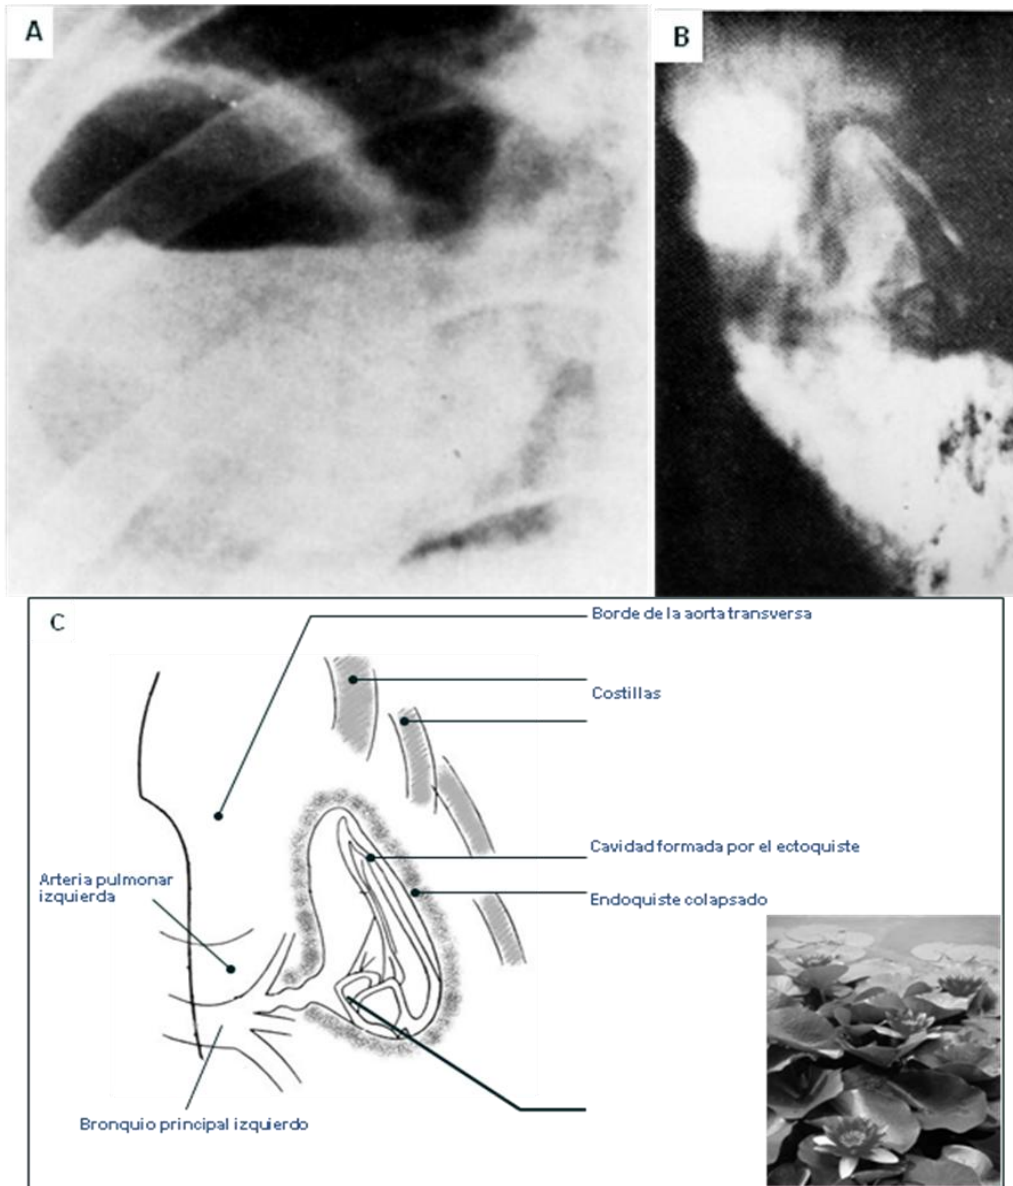 A
B
C
Borde de la aorta transversa
Costillas
Cavidad formada por el ectoquiste
Arteria pulmonar
izquierda
Endoquiste colapsado
Bronquio principal izquierdo